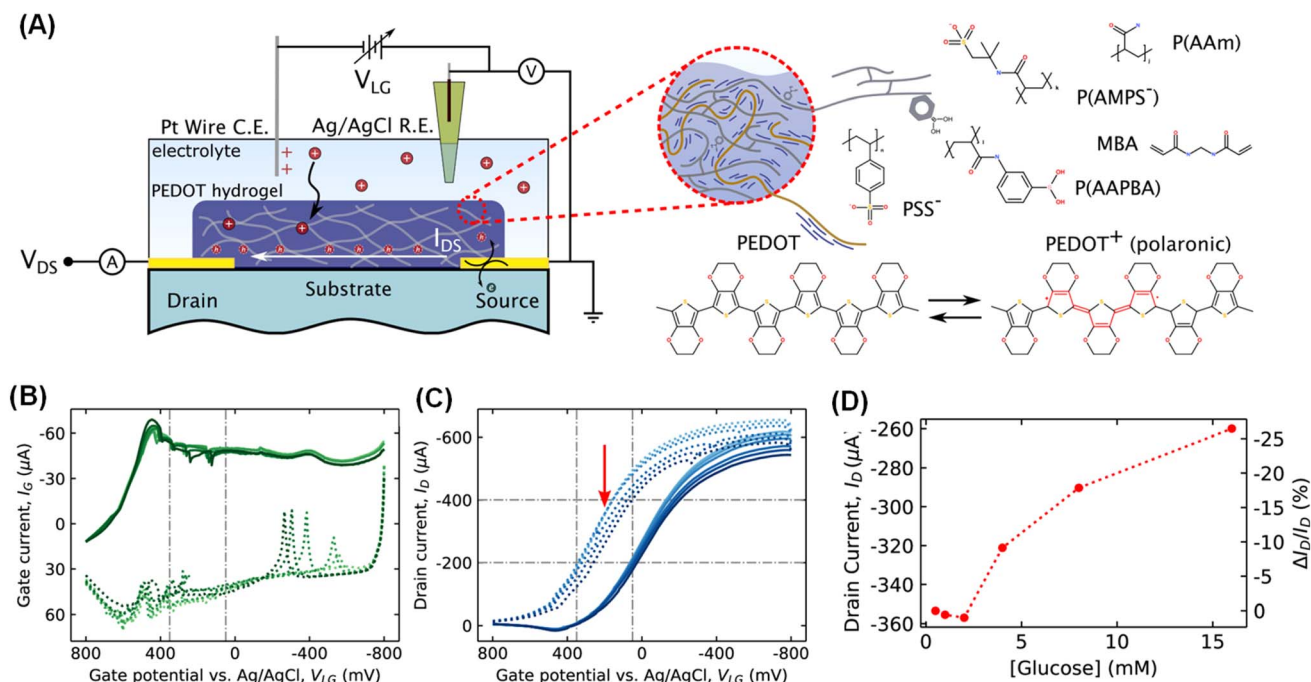 (A)
V_LG
V
Pt Wire C.E.
Ag/AgCl R.E.
electrolyte
PEDOT hydrogel
I_DS
V_DS
A
Drain
Substrate
Source
P(AAm)
P(AMPS⁻)
MBA
P(AAPBA)
PSS⁻
PEDOT
PEDOT⁺ (polaronic)
(B)
Gate current, I_G (µA)
-60
-30
0
30
60
800 400 0 -400 -800
Gate potential vs. Ag/AgCl, V_LG (mV)
(C)
Drain current, I_D (µA)
-600
-400
-200
0
800 400 0 -400 -800
Gate potential vs. Ag/AgCl, V_LG (mV)
(D)
Drain Current, I_D (µA)
-260
-280
-300
-320
-340
-360
0 5 10 15
[Glucose] (mM)
-25
-20
-15
-10
-5
0
ΔI_D/I_D (%)